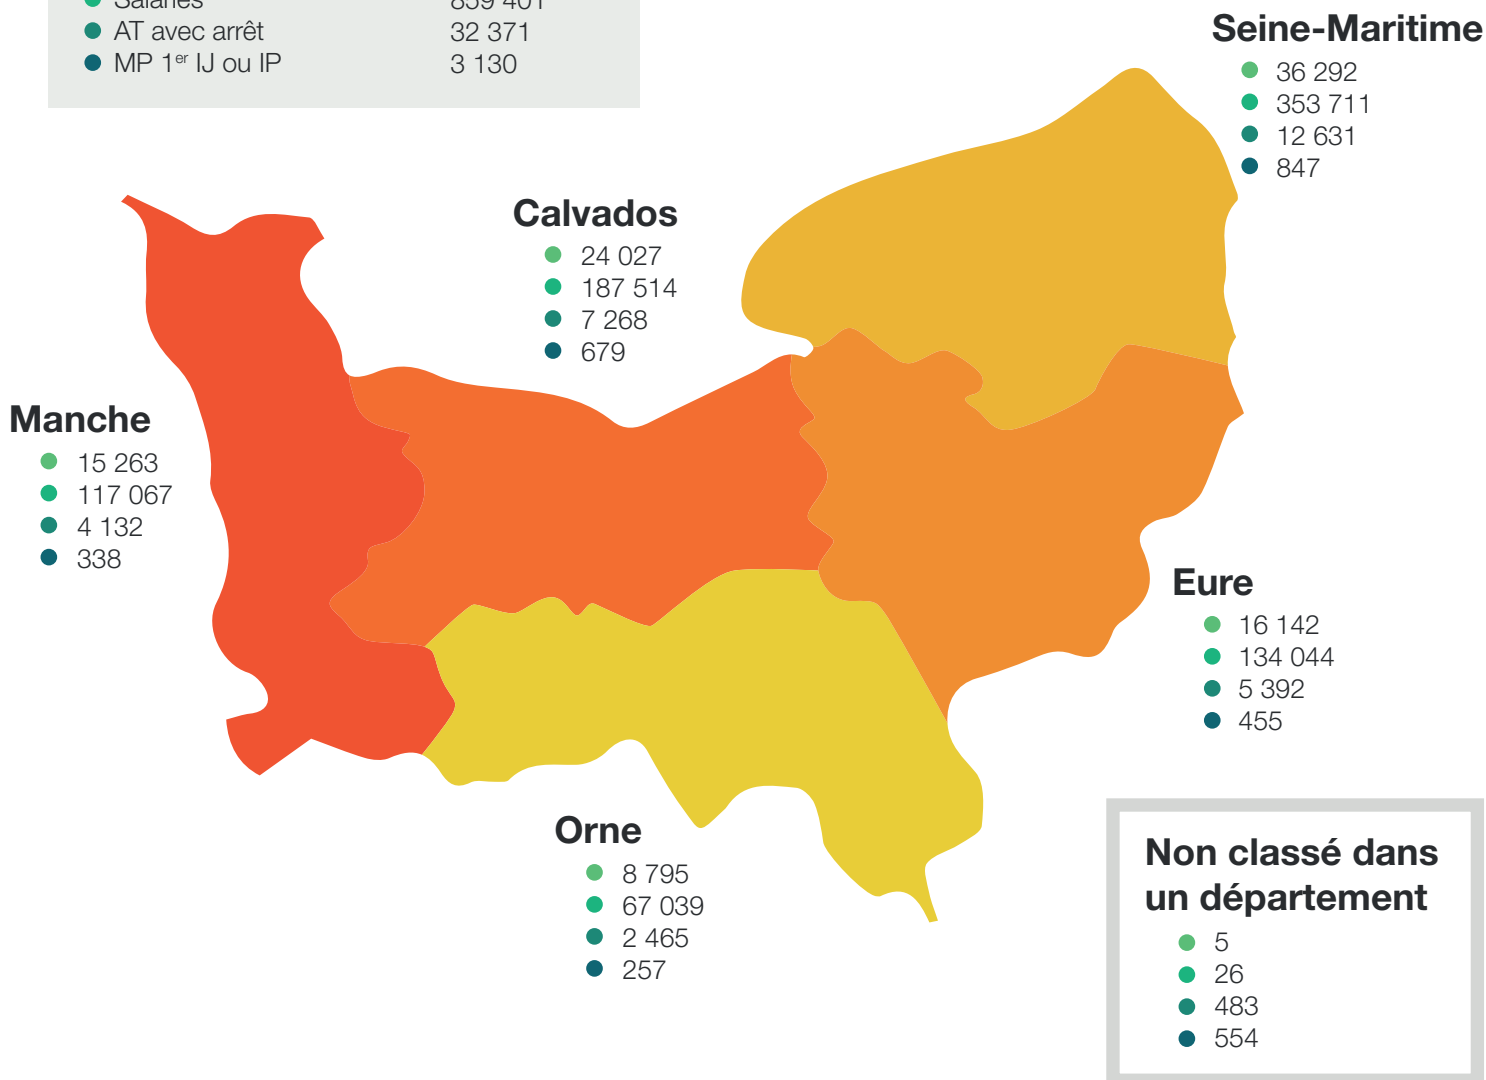 Salariés 859 401
AT avec arrêt 32 371
MP 1er IJ ou IP 3 130
Seine-Maritime
36 292
353 711
12 631
847
Calvados
24 027
187 514
7 268
679
Manche
15 263
117 067
4 132
338
Eure
16 142
134 044
5 392
455
Orne
8 795
67 039
2 465
257
Non classé dans
un département
5
26
483
554